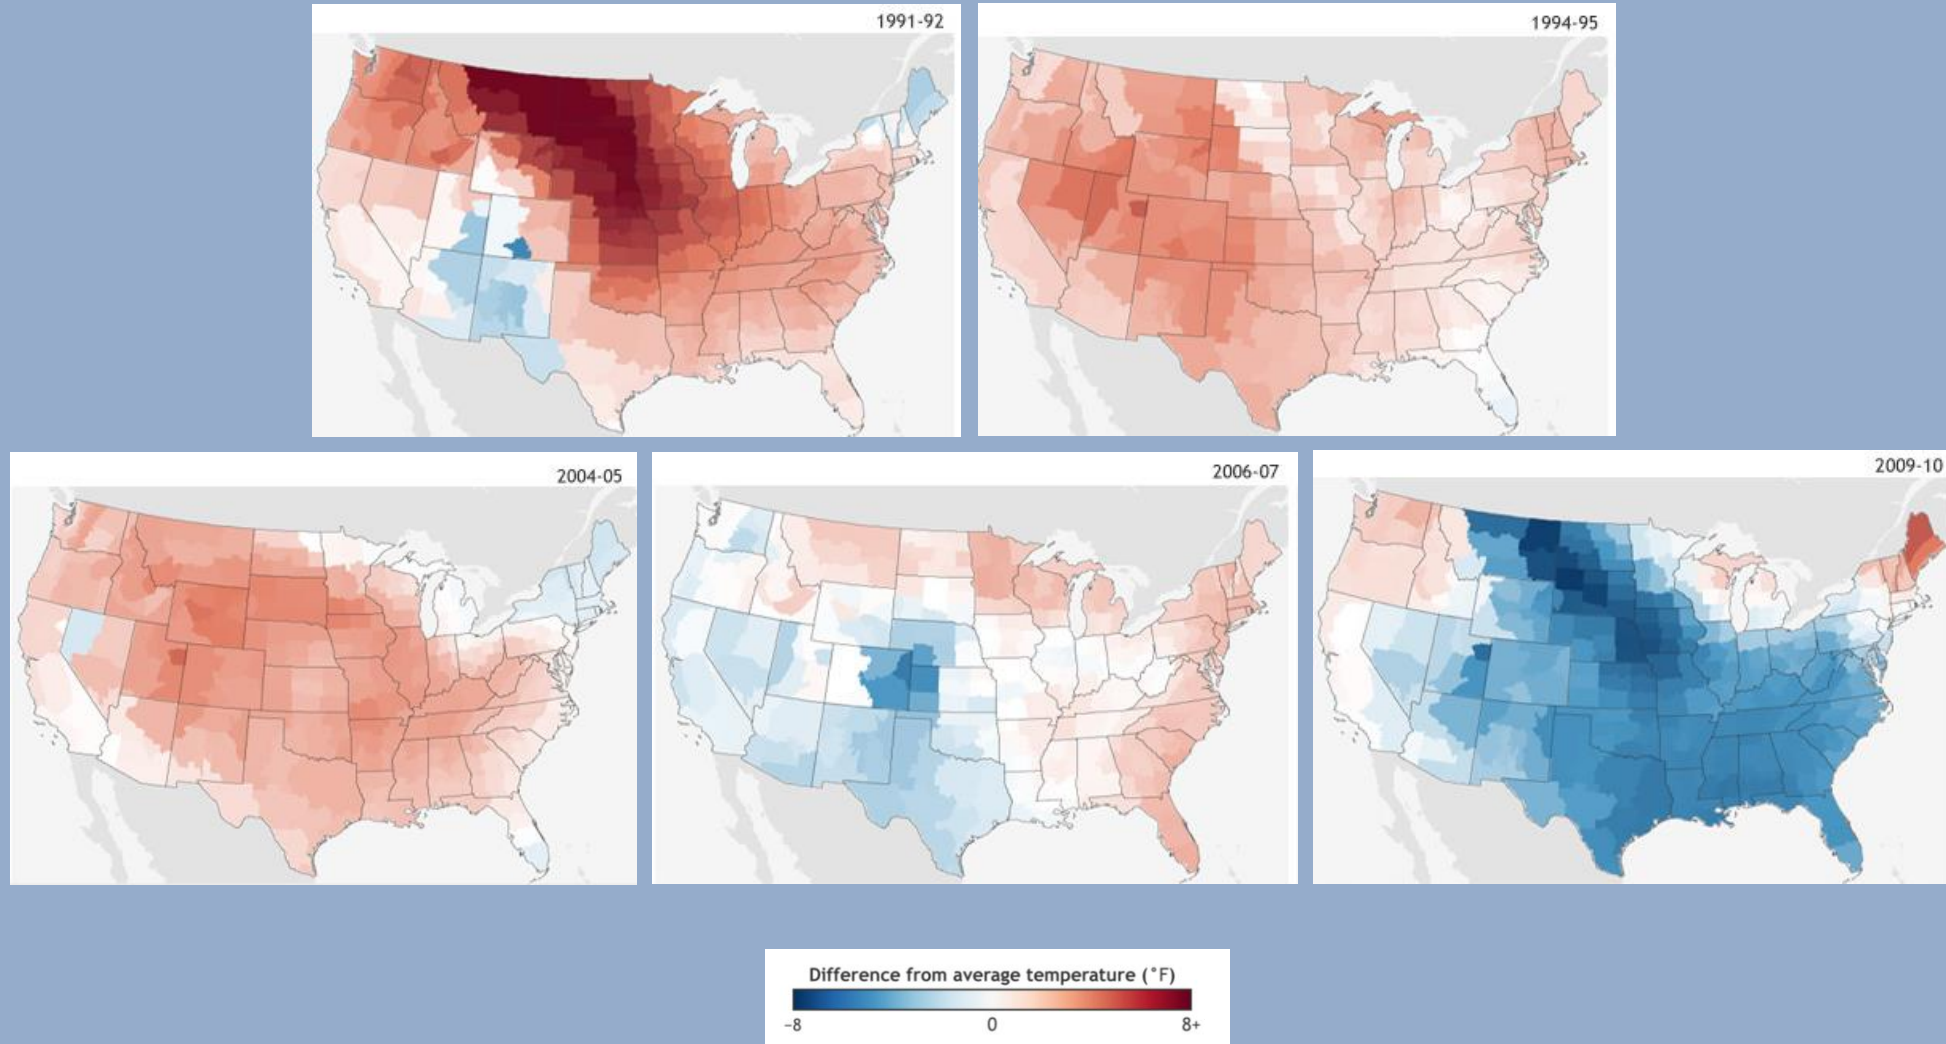 1991-92
1994-95
2004-05
2006-07
2009-10
Difference from average temperature (°F)
-8 0 8+